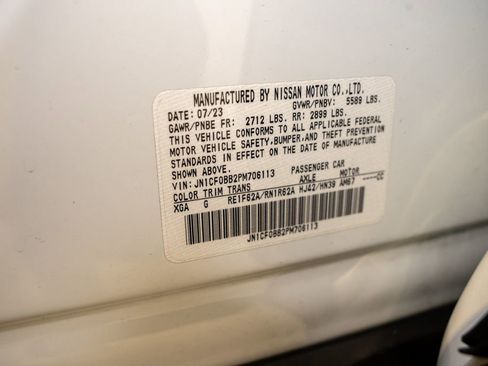 MANUFACTURED BY NISSAN MOTOR CO.,LTD.
DATE: 07/23 GVWR/PNBV: 5589 LBS.
GAWR/PNBE FR: 2712 LBS. RR: 2899 LBS.
THIS VEHICLE CONFORMS TO ALL APPLICABLE FEDERAL
MOTOR VEHICLE SAFETY, BUMPER, AND THEFT PREVENTION
STANDARDS IN EFFECT ON THE DATE OF MANUFACTURE
SHOWN ABOVE.
VIN: JN1CF0BB2PM706113 PASSENGER CAR
COLOR TRIM TRANS AXLE MOTOR
XGA G RE1F62A/RN1R62A HJ42/HN39 AM67 ----CC
JN1CF0BB2PM706113